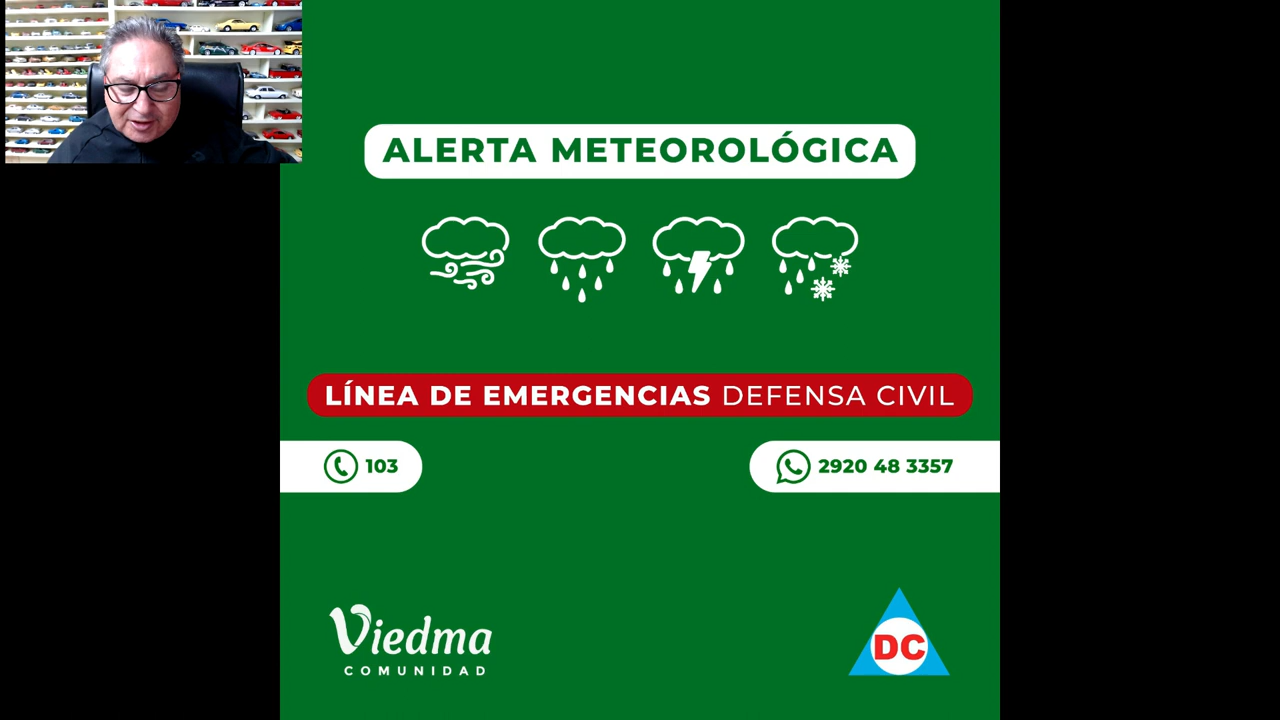 ALERTA METEOROLÓGICA
LÍNEA DE EMERGENCIAS DEFENSA CIVIL
103
2920 48 3357
Viedma
COMUNIDAD
DC